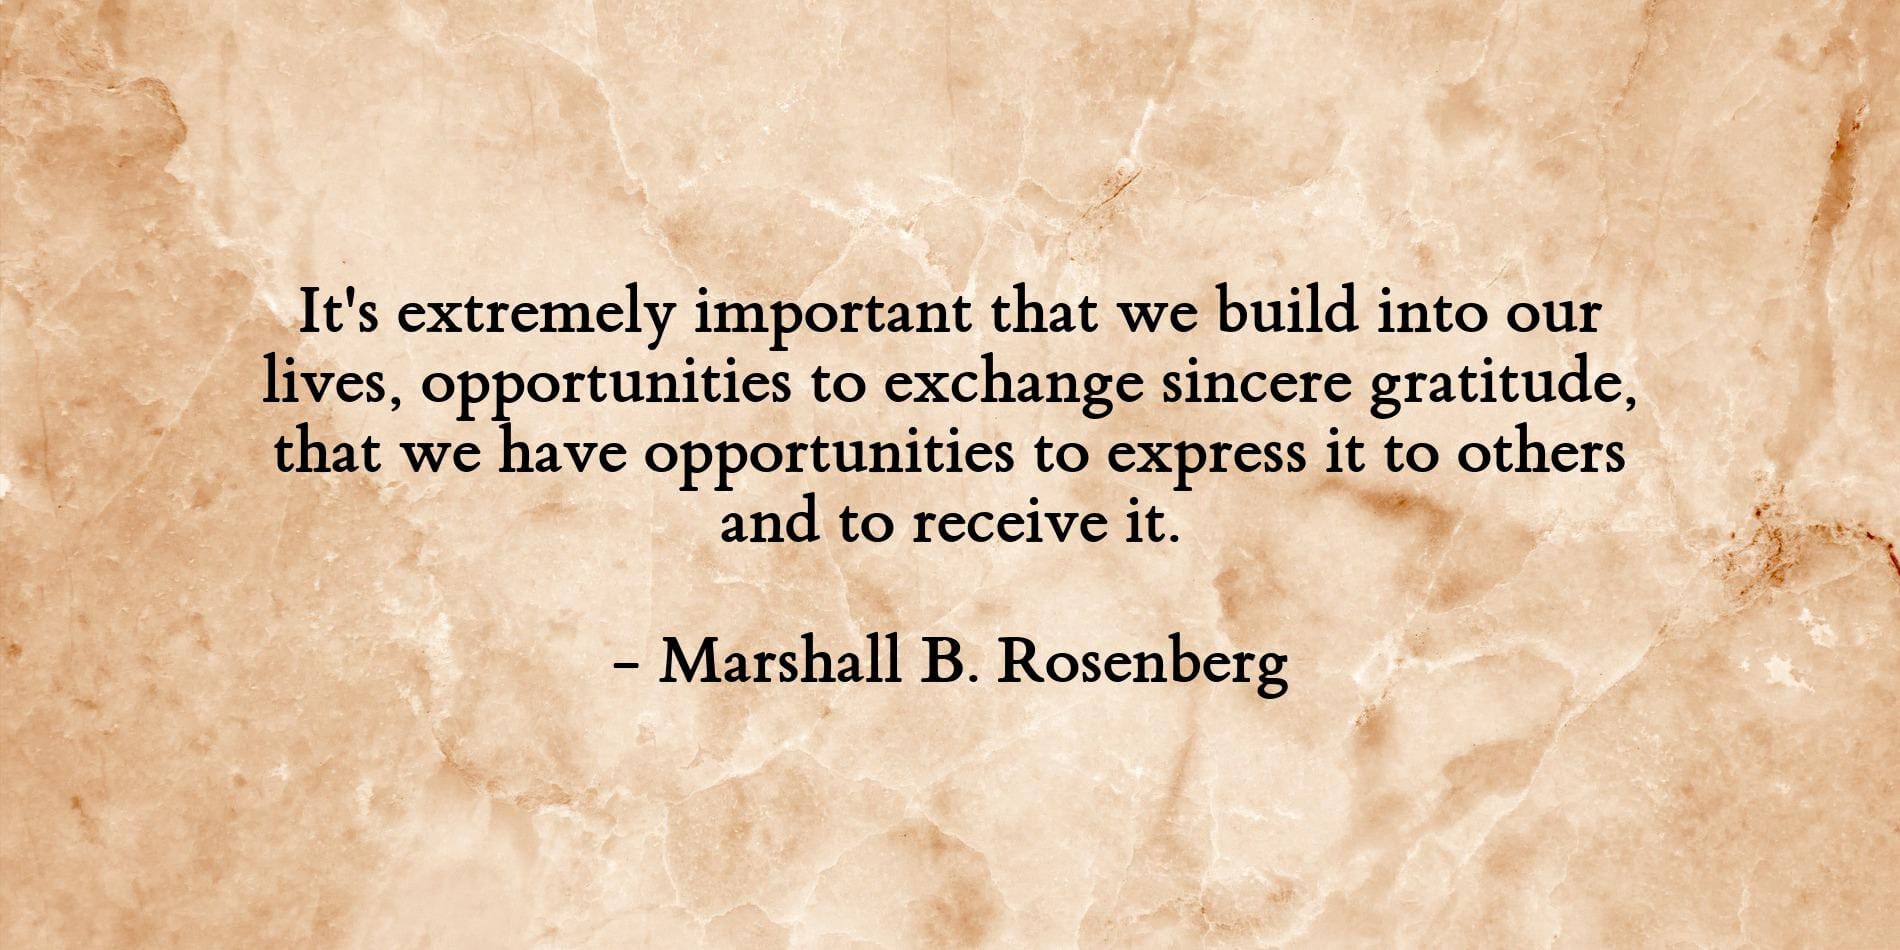 It's extremely important that we build into our
lives, opportunities to exchange sincere gratitude,
that we have opportunities to express it to others
and to receive it.
– Marshall B. Rosenberg